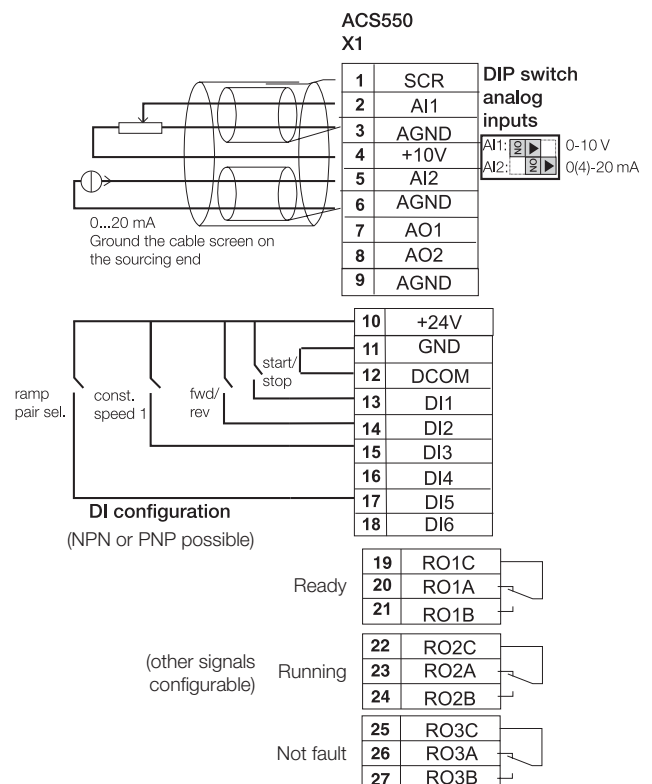 ACS550
X1
1 SCR
2 AI1
3 AGND
4 +10V
5 AI2
6 AGND
7 AO1
8 AO2
9 AGND
DIP switch
analog
inputs
AI1: ON 0-10 V
AI2: ON 0(4)-20 mA
0...20 mA
Ground the cable screen on
the sourcing end
10 +24V
11 GND
12 DCOM
13 DI1
14 DI2
15 DI3
16 DI4
17 DI5
18 DI6
ramp
pair sel.
const.
speed 1
fwd/
rev
start/
stop
DI configuration
(NPN or PNP possible)
19 RO1C
Ready 20 RO1A
21 RO1B
22 RO2C
(other signals
configurable)
Running 23 RO2A
24 RO2B
25 RO3C
Not fault 26 RO3A
27 RO3B